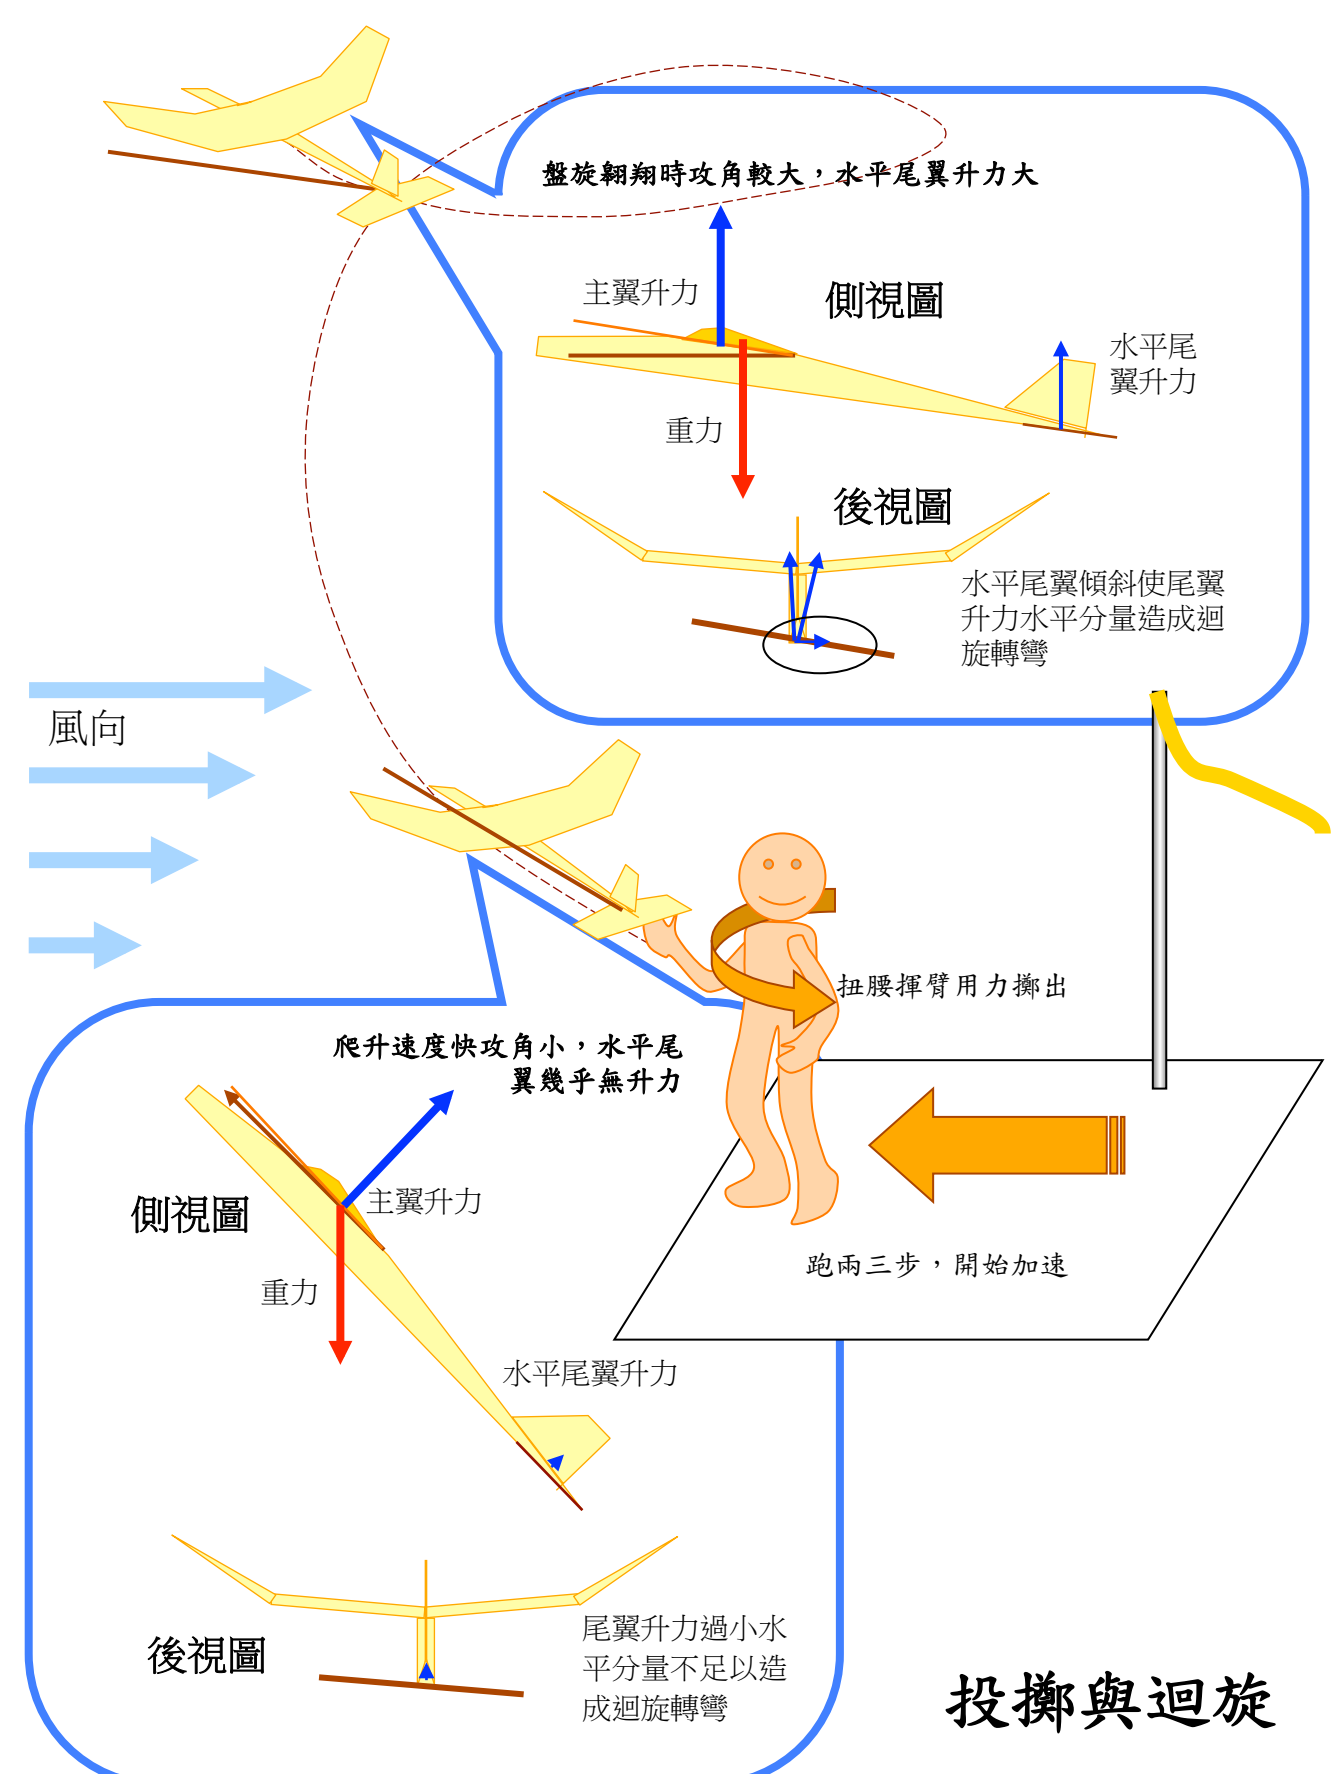 盤旋翱翔時攻角較大，水平尾翼升力大
主翼升力
側視圖
水平尾
翼升力
重力
後視圖
水平尾翼傾斜使尾翼
升力水平分量造成迴
旋轉彎
風向
扭腰揮臂用力擲出
爬升速度快攻角小，水平尾
翼幾乎無升力
主翼升力
側視圖
重力
跑兩三步，開始加速
水平尾翼升力
後視圖
尾翼升力過小水
平分量不足以造
成迴旋轉彎
投擲與迴旋